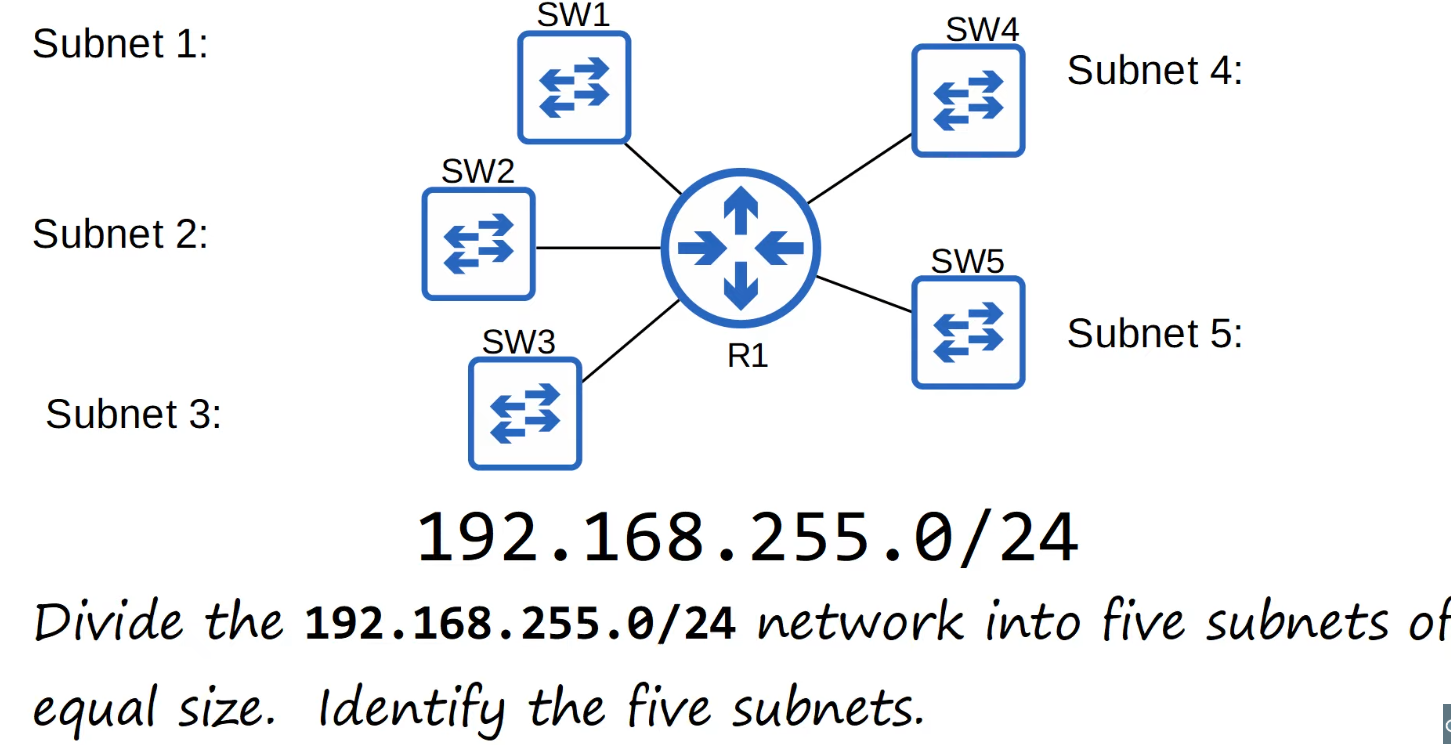 SW1
Subnet 1:
SW4
Subnet 4:
SW2
Subnet 2:
SW5
Subnet 5:
SW3
R1
Subnet 3:
192.168.255.0/24
Divide the 192.168.255.0/24 network into five subnets of
equal size. Identify the five subnets.